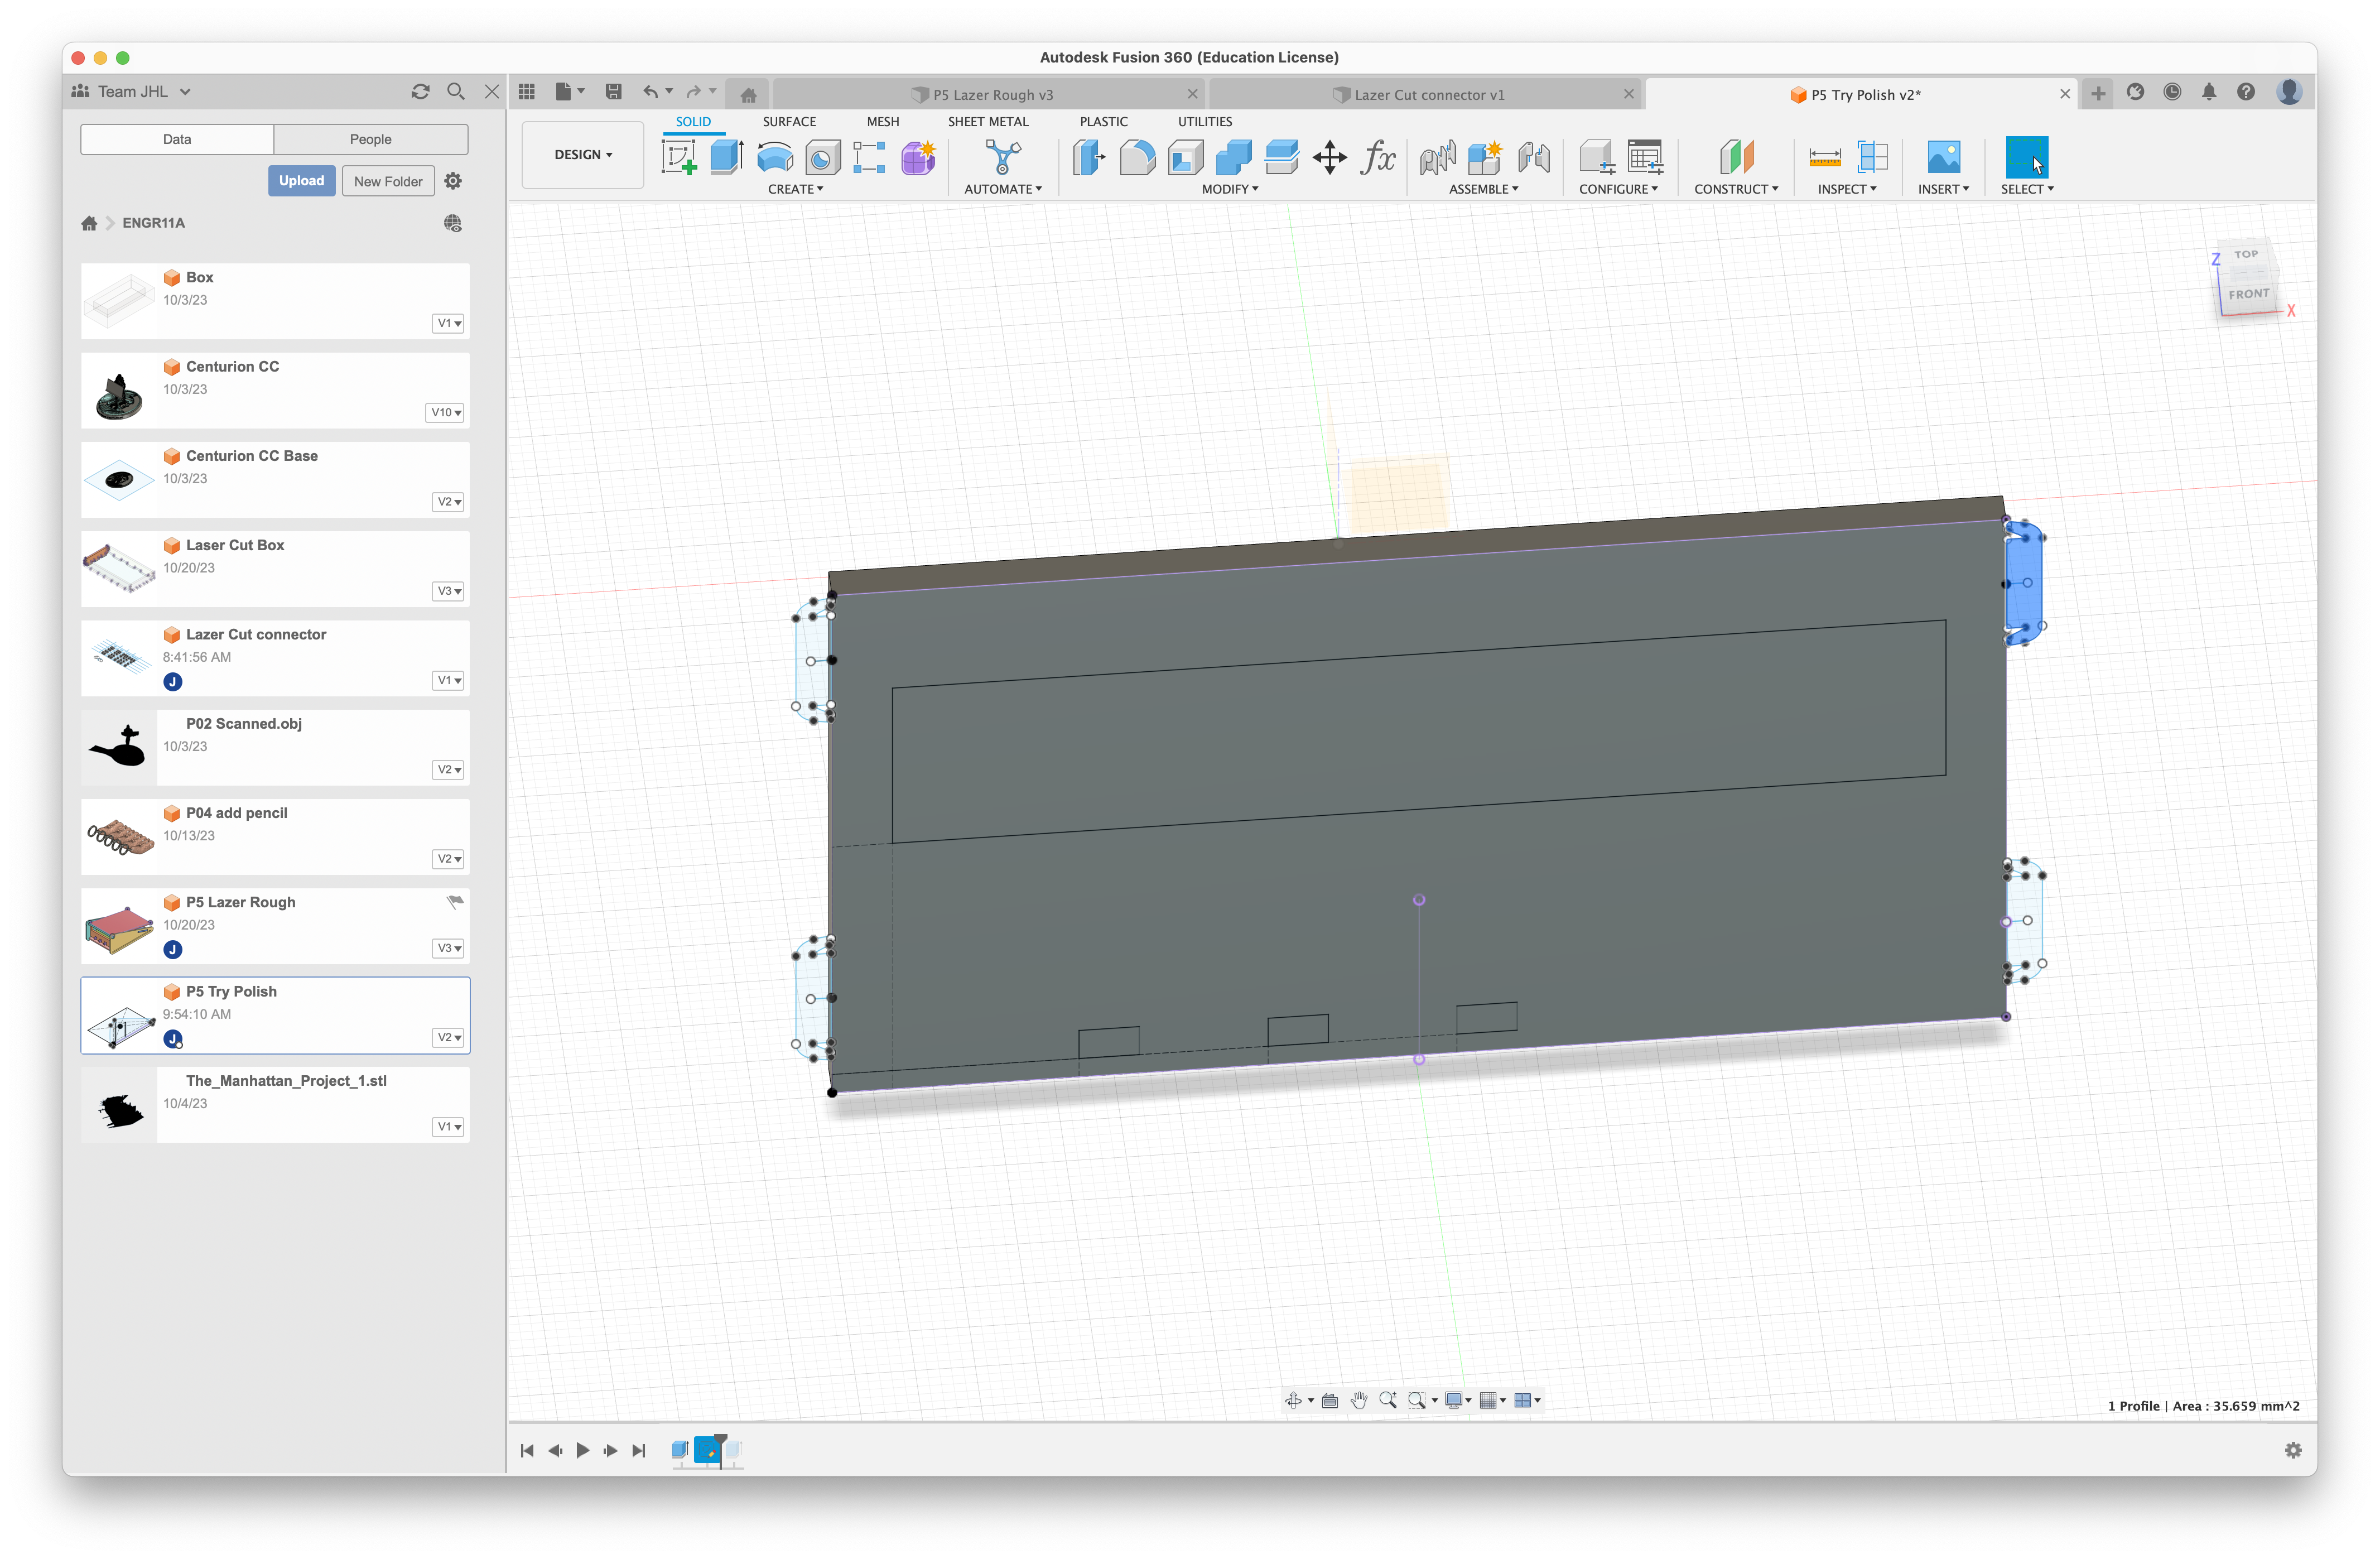 Autodesk Fusion 360 (Education License)
Team JHL
P5 Lazer Rough v3
Lazer Cut connector v1
P5 Try Polish v2*
Data
People
Upload
New Folder
ENGR11A
Box
10/3/23
V1
Centurion CC
10/3/23
V10
Centurion CC Base
10/3/23
V2
Laser Cut Box
10/20/23
V3
Lazer Cut connector
8:41:56 AM
J
V1
P02 Scanned.obj
10/3/23
V2
P04 add pencil
10/13/23
V2
P5 Lazer Rough
10/20/23
J
V3
P5 Try Polish
9:54:10 AM
J
V2
The_Manhattan_Project_1.stl
10/4/23
V1
DESIGN
SOLID
SURFACE
MESH
SHEET METAL
PLASTIC
UTILITIES
fx
CREATE
AUTOMATE
MODIFY
ASSEMBLE
CONFIGURE
CONSTRUCT
INSPECT
INSERT
SELECT
TOP
Z
FRONT
X
1 Profile | Area : 35.659 mm^2